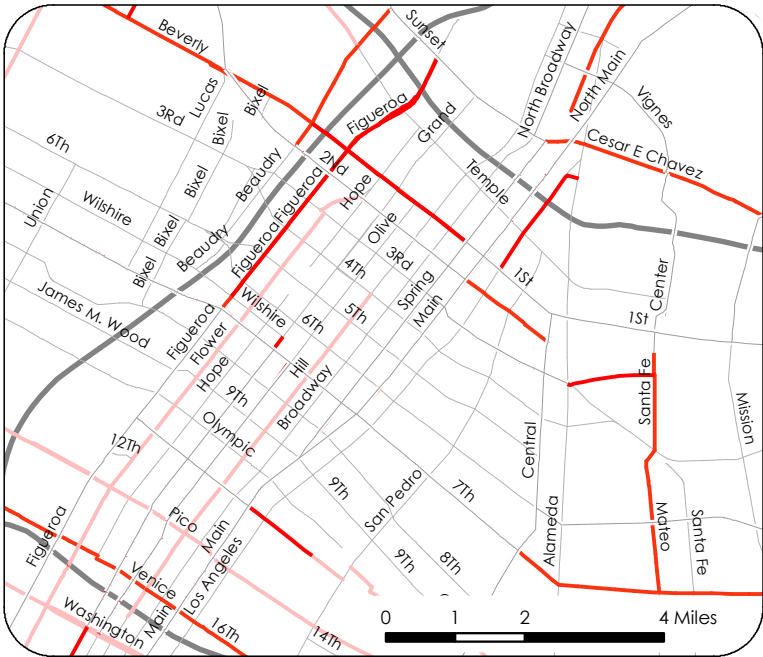 Beverly
Sunset
North Broadway
North Main
Vignes
Lucas
Bixel
3Rd
Bixel
Figueroa
Grand
Cesar E Chavez
6Th
Beaudry
2Nd
Temple
Bixel
Figueroa
Hope
Union
Wilshire
Olive
Bixel
Beaudry
Figueroa
3Rd
4Th
1St
Bixel
Spring
Center
James M. Wood
Wilshire
5Th
Main
1St
Figueroa
6Th
Flower
Hope
Hill
Santa Fe
9Th
Broadway
Mission
Olympic
12Th
Central
9Th
7Th
San Pedro
Pico
Main
Alameda
Mateo
Santa Fe
Figueroa
Los Angeles
9Th
8Th
Venice
Washington
Main
16Th
14Th
0 1 2 4 Miles